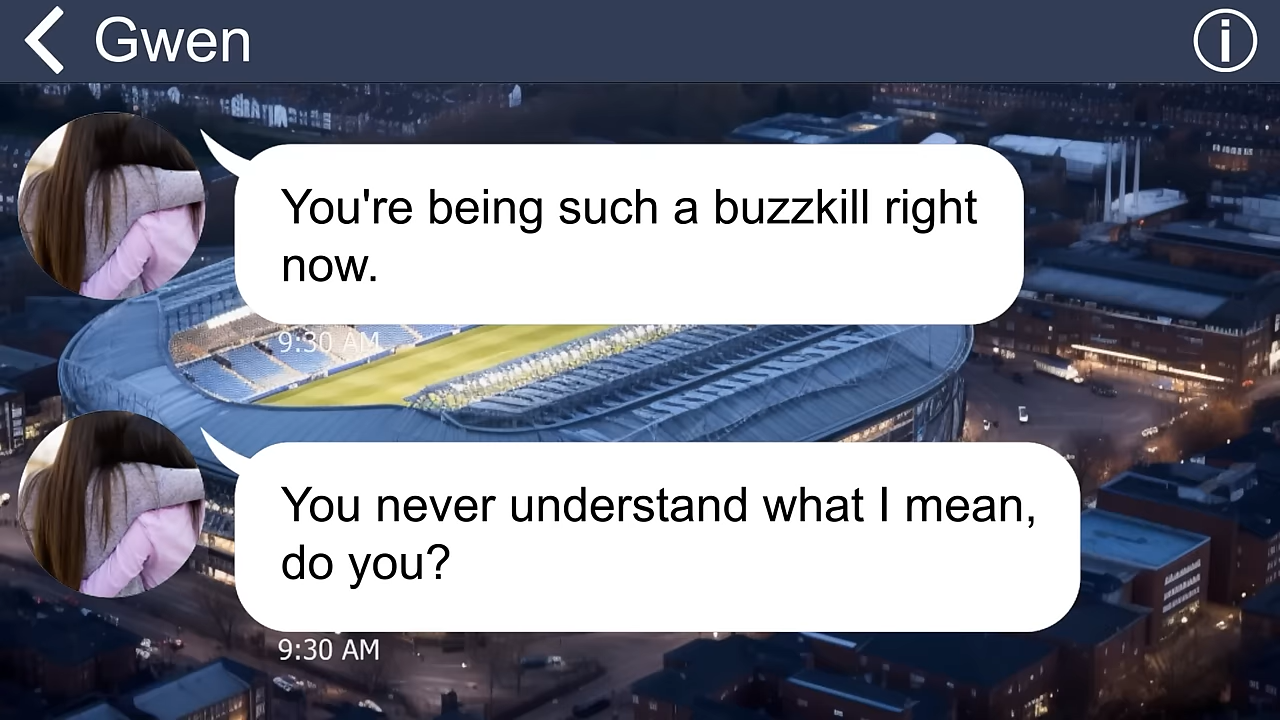 Gwen
You're being such a buzzkill right
now.
9:30 AM
You never understand what I mean,
do you?
9:30 AM